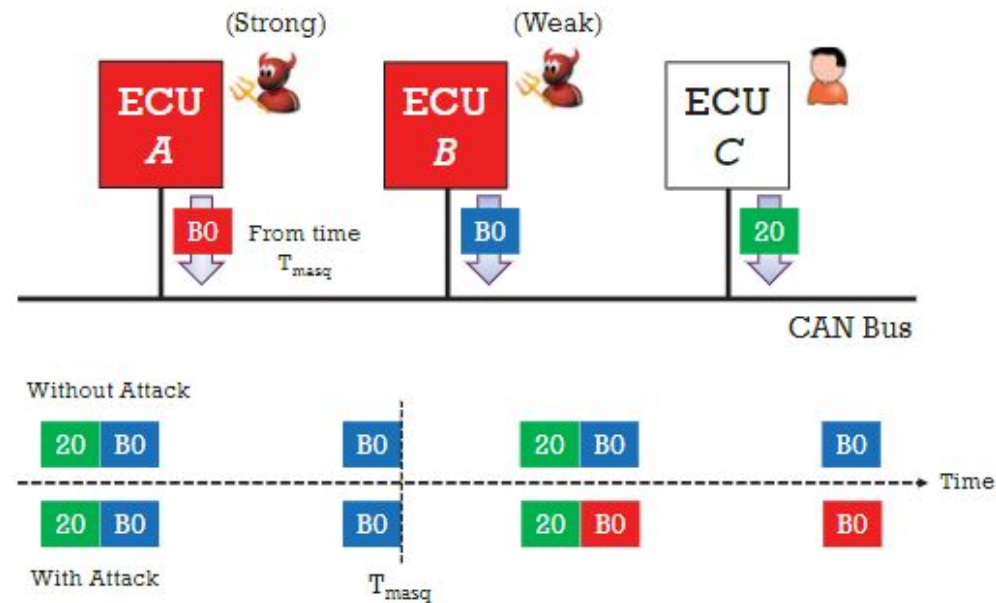 (Strong)
(Weak)
ECU
A
ECU
B
ECU
C
B0
From time
Tmasq
B0
20
CAN Bus
Without Attack
20 B0 B0 20 B0 B0
Time
20 B0 B0 20 B0 B0
With Attack
Tmasq